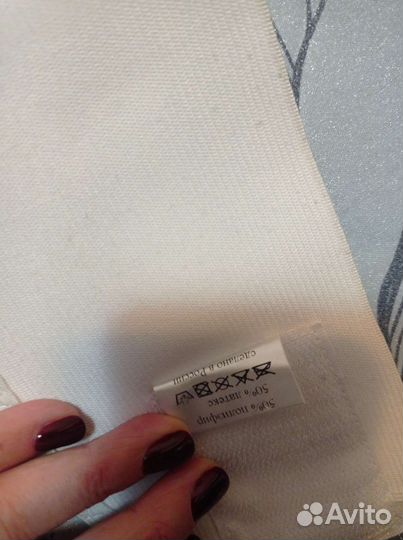 50% полиэфир
50% латекс
сделано в России
Avito